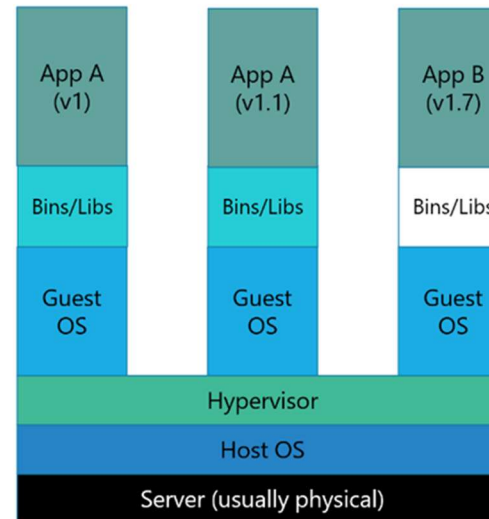 App A
(v1)
App A
(v1.1)
App B
(v1.7)
Bins/Libs
Bins/Libs
Bins/Libs
Guest
OS
Guest
OS
Guest
OS
Hypervisor
Host OS
Server (usually physical)